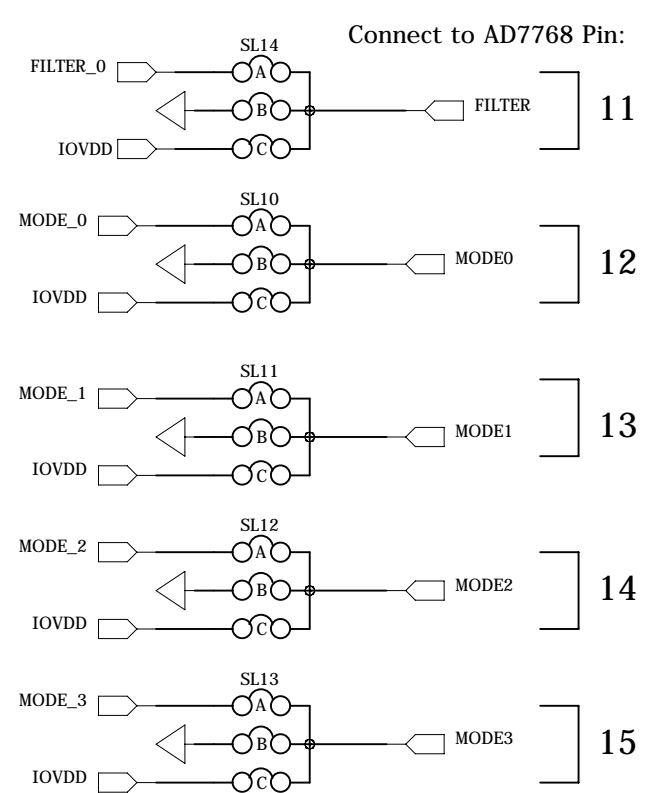 Connect to AD7768 Pin:
SL14
FILTER_0
A
B
FILTER
11
IOVDD
C
SL10
MODE_0
A
B
MODE0
12
IOVDD
C
SL11
MODE_1
A
B
MODE1
13
IOVDD
C
SL12
MODE_2
A
B
MODE2
14
IOVDD
C
SL13
MODE_3
A
B
MODE3
15
IOVDD
C